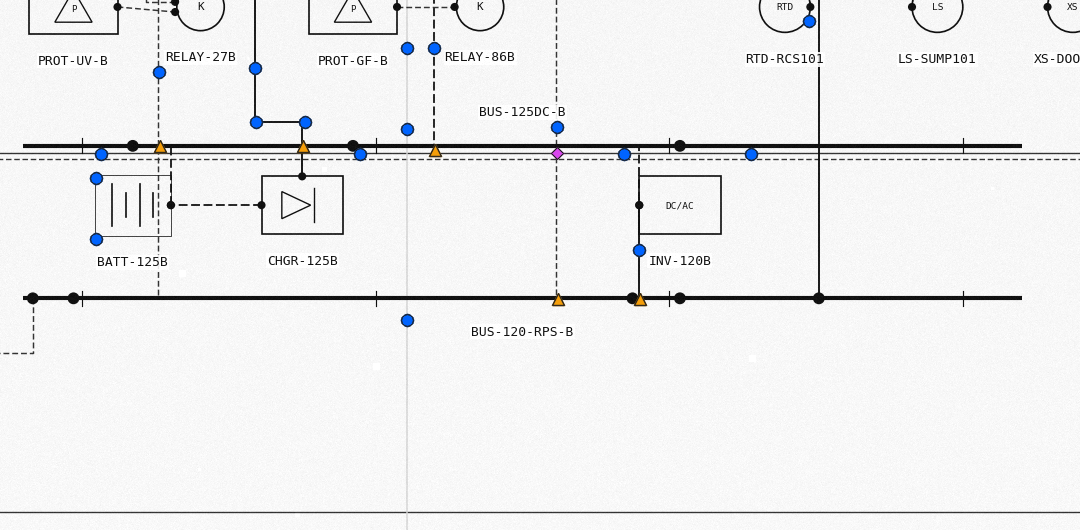 P
K
P
K
RTD
LS
XS
PROT-UV-B
RELAY-27B
PROT-GF-B
RELAY-86B
RTD-RCS101
LS-SUMP101
XS-DOO
BUS-125DC-B
DC/AC
BATT-125B
CHGR-125B
INV-120B
BUS-120-RPS-B